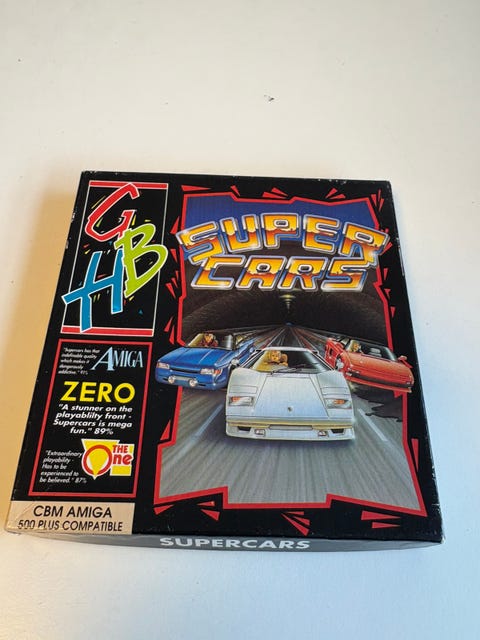 GBH
SUPER
CARS
"Supercars has that
indefinable quality
which makes it
dangerously
addictive." 91%
AMIGA
ZERO
"A stunner on the
playablilty front -
Supercars is mega
fun." 89%
"Extraordinary
playability -
Has to be
experienced to
be believed." 87%
THE
One
CBM AMIGA
500 PLUS COMPATIBLE
SUPERCARS